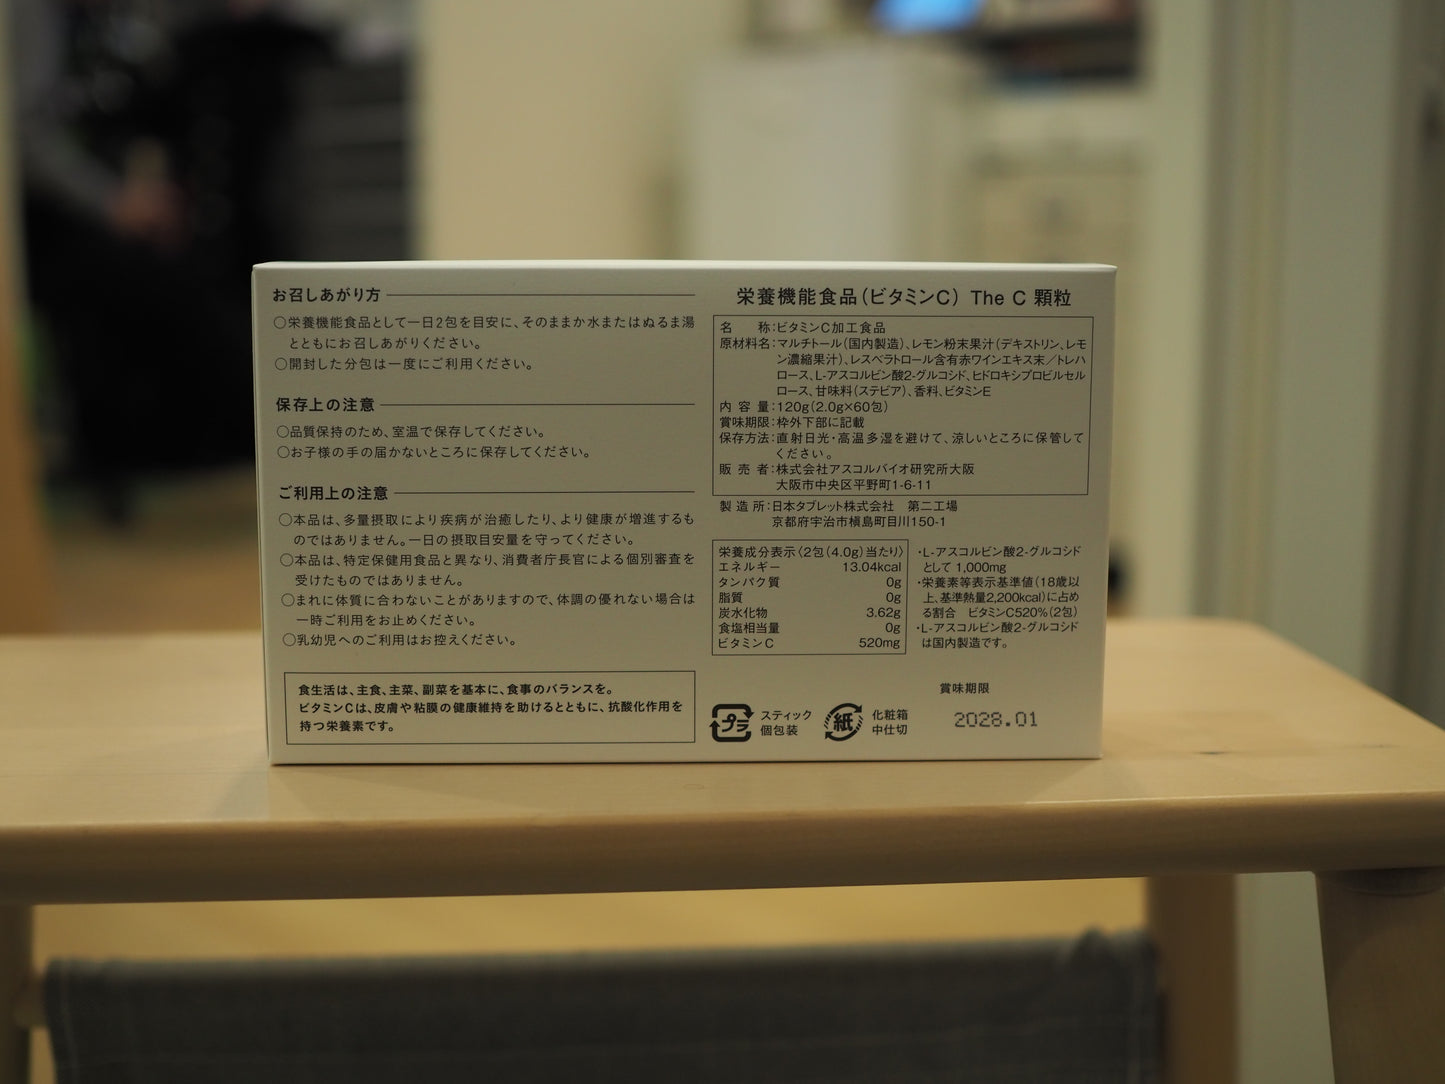 お召しあがり方
〇栄養機能食品として一日2包を目安に、そのままか水またはぬるま湯
とともにお召しあがりください。
〇開封した分包は一度にご利用ください。
保存上の注意
〇品質保持のため、室温で保存してください。
〇お子様の手の届かないところに保存してください。
ご利用上の注意
〇本品は、多量摂取により疾病が治癒したり、より健康が増進するも
のではありません。一日の摂取目安量を守ってください。
〇本品は、特定保健用食品と異なり、消費者庁長官による個別審査を
受けたものではありません。
〇まれに体質に合わないことがありますので、体調の優れない場合は
一時ご利用をお止めください。
〇乳幼児へのご利用はお控えください。
食生活は、主食、主菜、副菜を基本に、食事のバランスを。
ビタミンCは、皮膚や粘膜の健康維持を助けるとともに、抗酸化作用を
持つ栄養素です。
栄養機能食品(ビタミンC) The C 顆粒
名 称:ビタミンC加工食品
原材料名:マルチトール(国内製造)、レモン粉末果汁(デキストリン、レモ
ン濃縮果汁)、レスベラトロール含有赤ワインエキス末/トレハ
ロース、L-アスコルビン酸2-グルコシド、ヒドロキシプロピルセル
ロース、甘味料(ステビア)、香料、ビタミンE
内容量:120g(2.0g×60包)
賞味期限:枠外下部に記載
保存方法:直射日光・高温多湿を避けて、涼しいところに保管して
ください。
販売者:株式会社アスコルバイオ研究所大阪
大阪市中央区平野町1-6-11
製造所:日本タブレット株式会社 第二工場
京都府宇治市槇島町目川150-1
栄養成分表示〈2包(4.0g)当たり〉
エネルギー 13.04kcal
タンパク質 0g
脂質 0g
炭水化物 3.62g
食塩相当量 0g
ビタミンC 520mg
・L-アスコルビン酸2-グルコシド
として 1,000mg
・栄養素等表示基準値(18歳以
上、基準熱量2,200kcal)に占め
る割合 ビタミンC520%(2包)
・L-アスコルビン酸2-グルコシド
は国内製造です。
プラ
スティック
個包装
紙
化粧箱
中仕切
賞味期限
2028.01